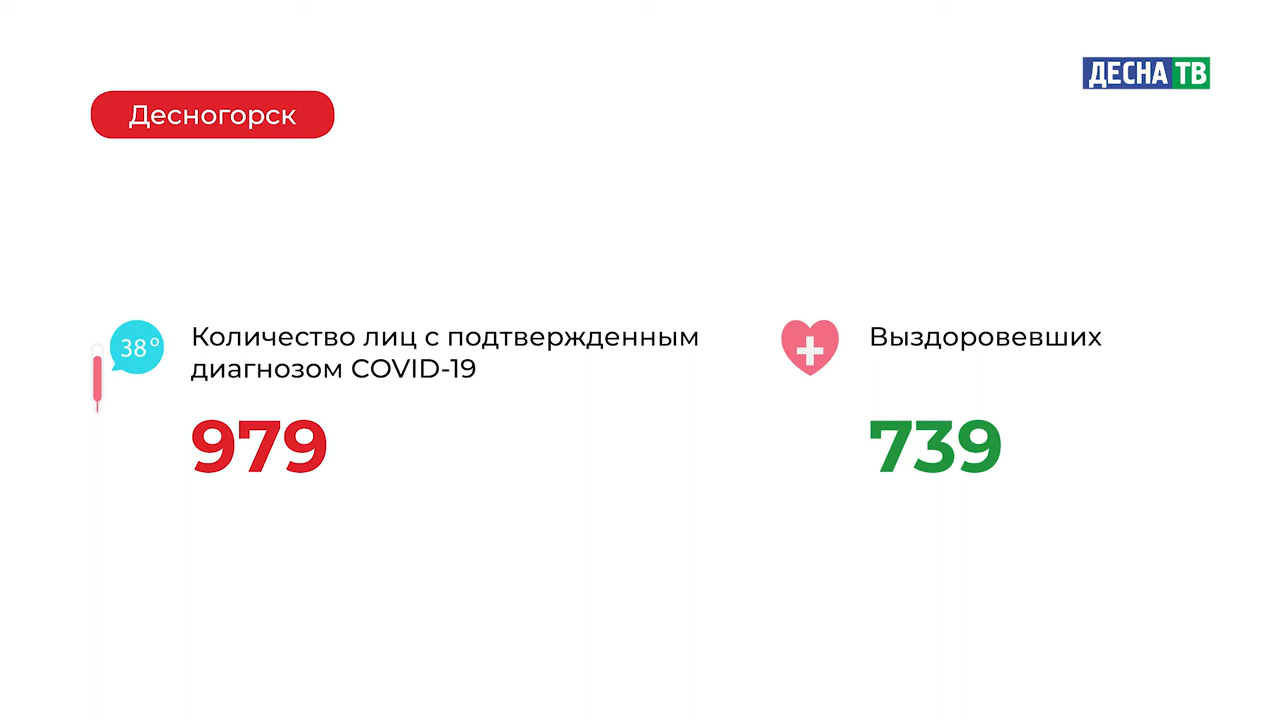 ДЕСНА ТВ
Десногорск
38°
Количество лиц с подтвержденным
диагнозом COVID-19
979
Выздоровевших
739